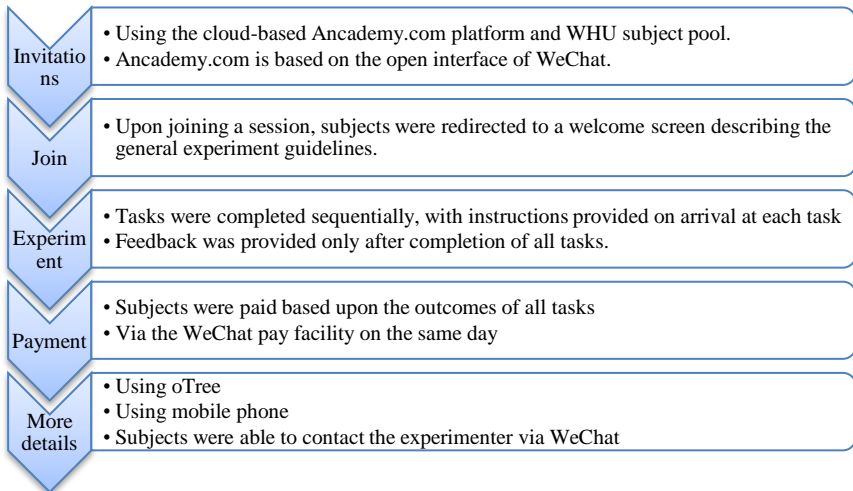 Invitatio
ns
• Using the cloud-based Ancademy.com platform and WHU subject pool.
• Ancademy.com is based on the open interface of WeChat.
Join
• Upon joining a session, subjects were redirected to a welcome screen describing the
general experiment guidelines.
Experim
ent
• Tasks were completed sequentially, with instructions provided on arrival at each task
• Feedback was provided only after completion of all tasks.
Payment
• Subjects were paid based upon the outcomes of all tasks
• Via the WeChat pay facility on the same day
More
details
• Using oTree
• Using mobile phone
• Subjects were able to contact the experimenter via WeChat